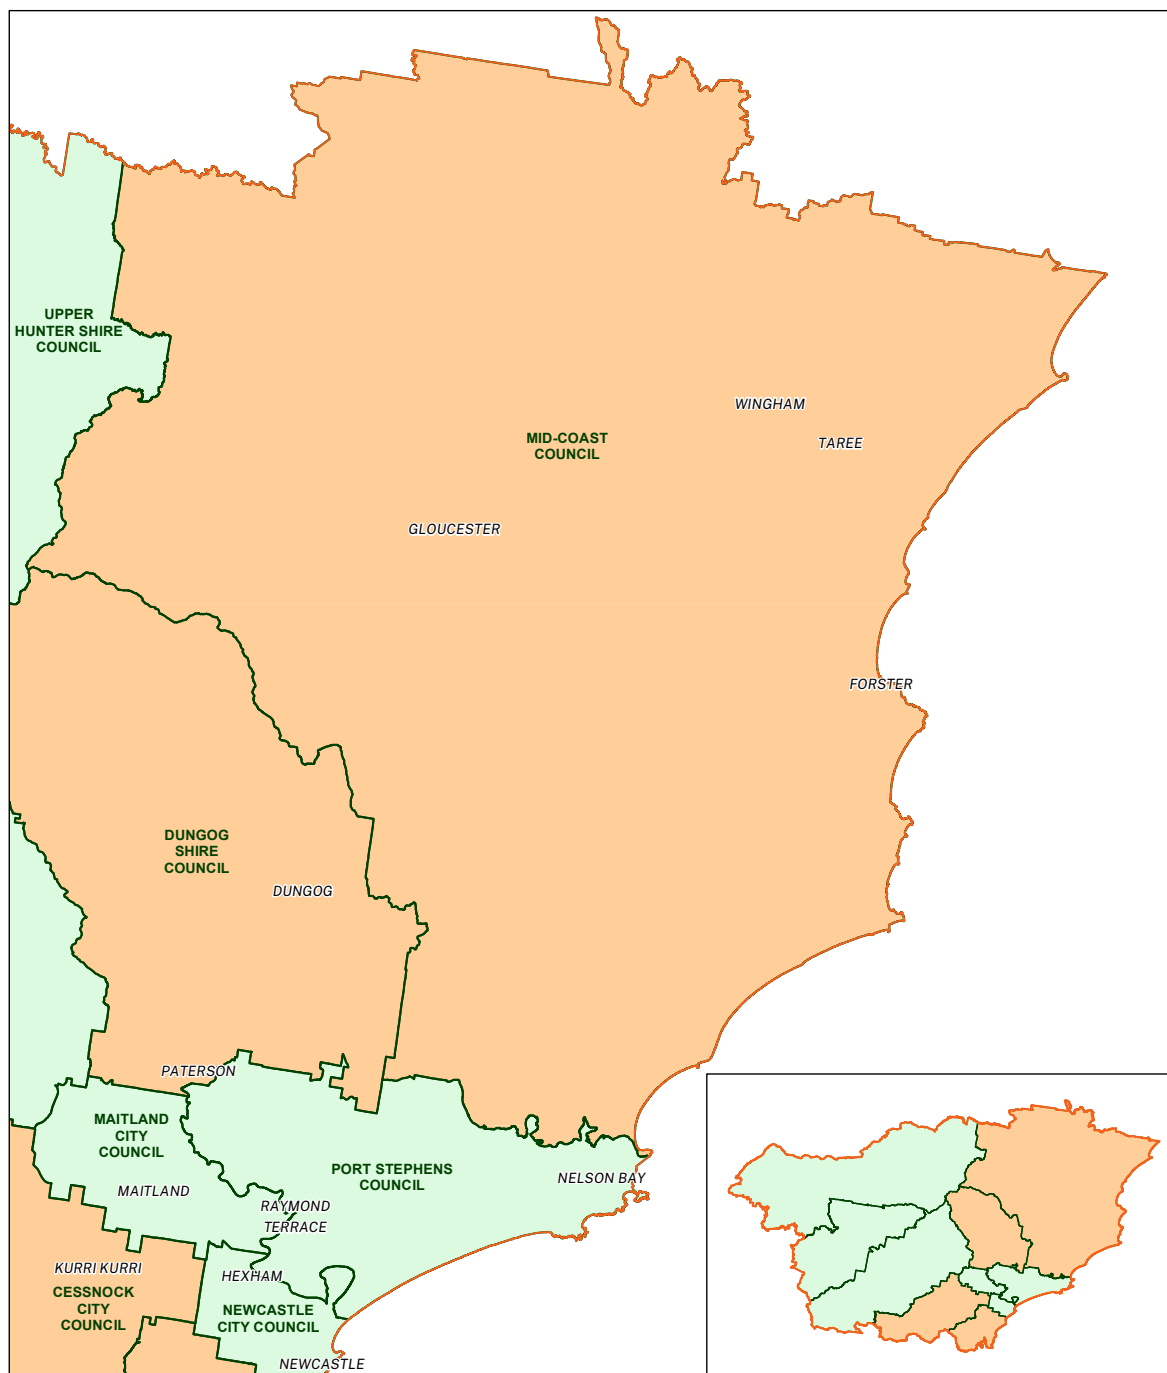 UPPER
HUNTER SHIRE
COUNCIL
WINGHAM
MID-COAST
COUNCIL
TAREE
GLOUCESTER
FORSTER
DUNGOG
SHIRE
COUNCIL
DUNGOG
PATERSON
MAITLAND
CITY
COUNCIL
PORT STEPHENS
COUNCIL
NELSON BAY
MAITLAND
RAYMOND
TERRACE
KURRI KURRI
HEXHAM
CESSNOCK
CITY
COUNCIL
NEWCASTLE
CITY COUNCIL
NEWCASTLE